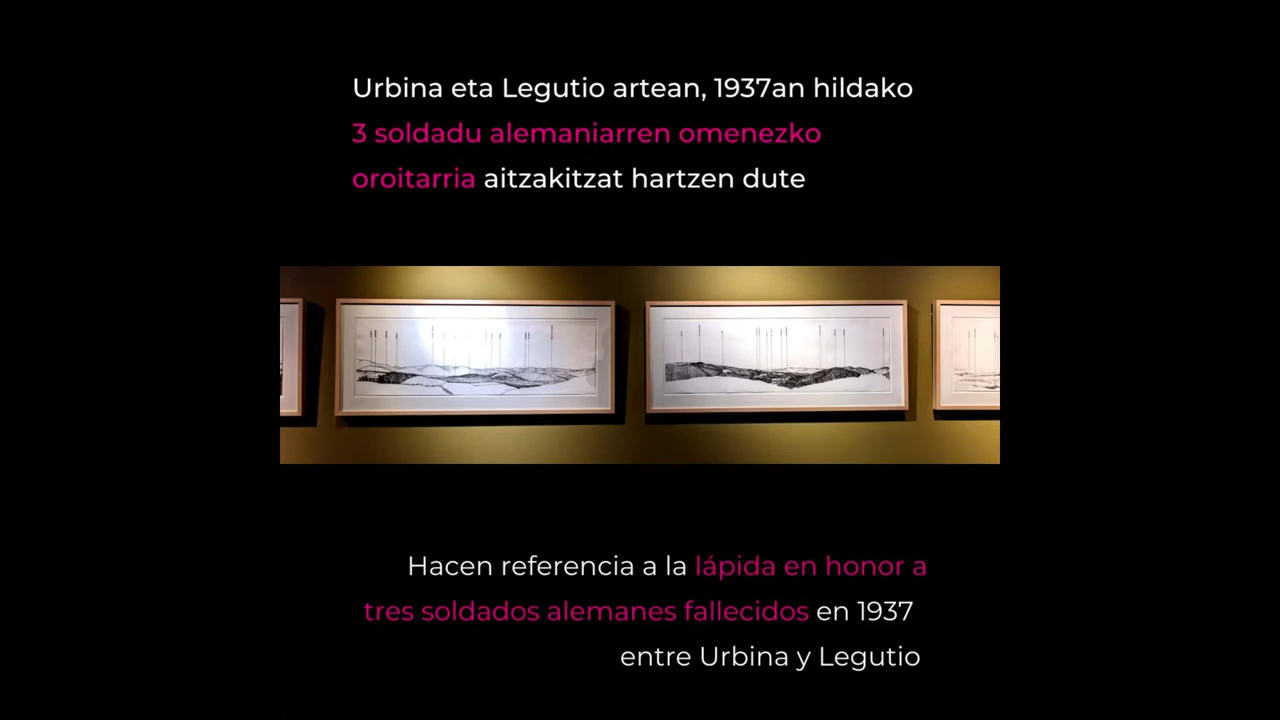 Urbina eta Legutio artean, 1937an hildako
3 soldadu alemaniarren omenezko
oroitarria aitzakitzat hartzen dute
Hacen referencia a la lápida en honor a
tres soldados alemanes fallecidos en 1937
entre Urbina y Legutio